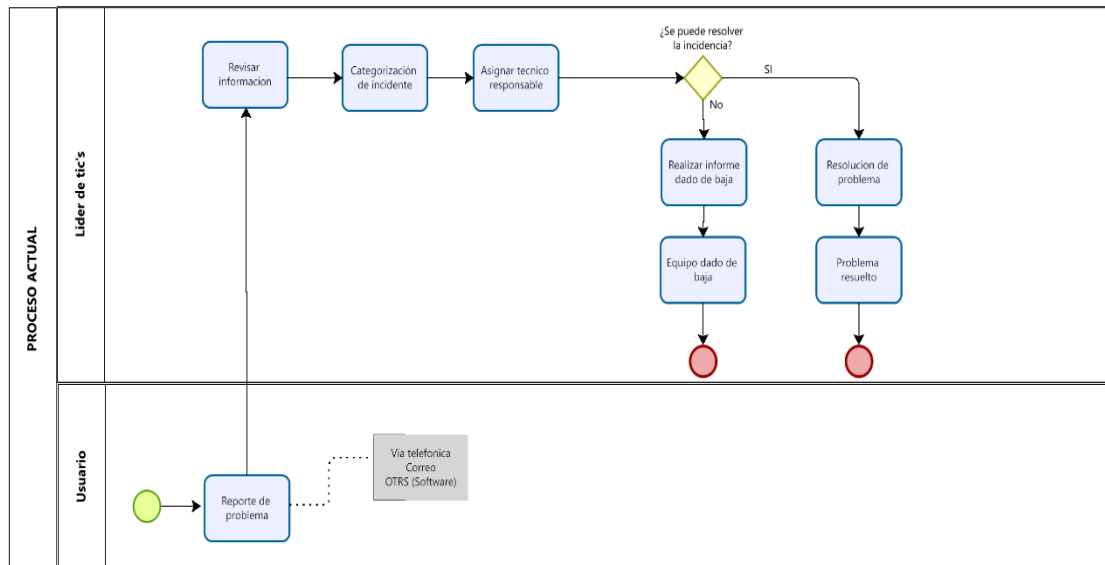 PROCESO ACTUAL
Líder de tic's
Revisar
informacion
Categorización
de incidente
Asignar tecnico
responsable
¿Se puede resolver
la incidencia?
SI
No
Realizar informe
dado de baja
Resolucion de
problema
Equipo dado de
baja
Problema
resuelto
Usuario
Reporte de
problema
Via telefonica
Correo
OTRS (Software)